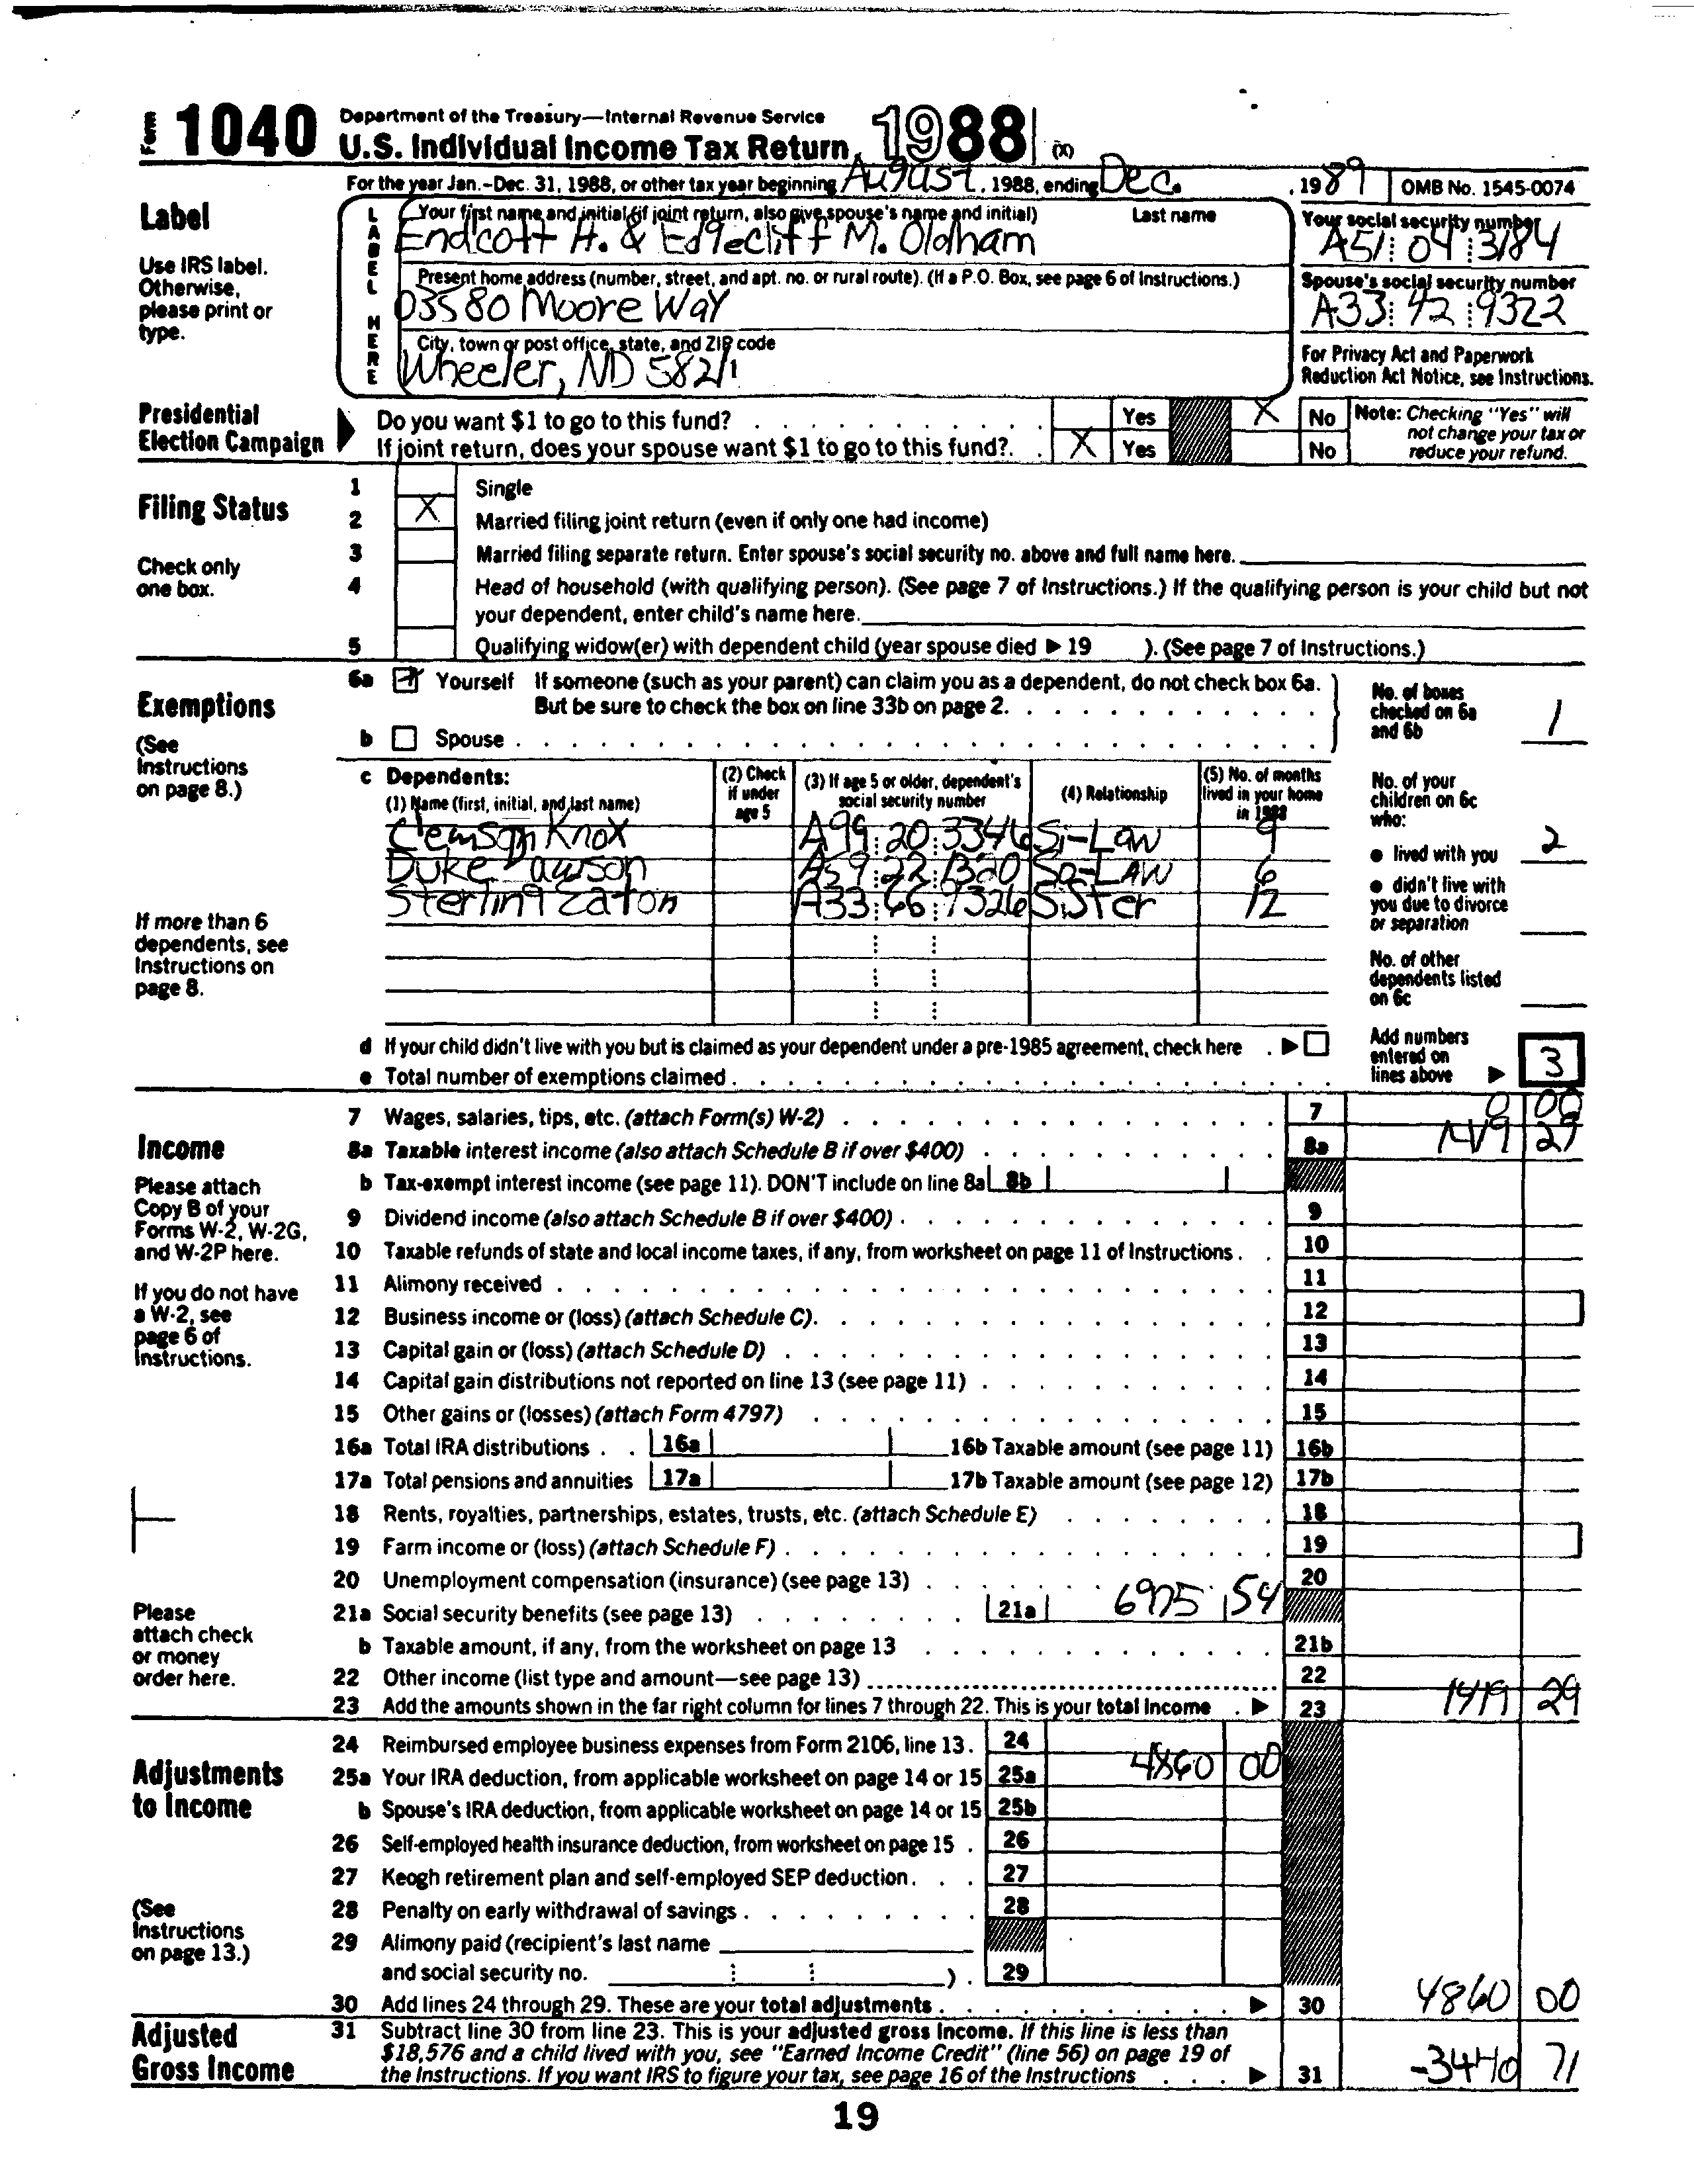 Form 1040 Department of the Treasury—Internal Revenue Service
U.S. Individual Income Tax Return 1988 (X)
For the year Jan.-Dec. 31, 1988, or other tax year beginning August, 1988, ending Dec. , 19 89 OMB No. 1545-0074
Label
Use IRS label. Otherwise, please print or type.
LABEL HERE
Your first name and initial (if joint return, also give spouse's name and initial) Last name
Endicott H. & Edgecliff M. Oldham
Your social security number
A51 04 3184
Present home address (number, street, and apt. no. or rural route). (If a P.O. Box, see page 6 of Instructions.)
03580 Moore Way
Spouse's social security number
A33 42 9322
City, town or post office, state, and ZIP code
Wheeler, ND 58211
For Privacy Act and Paperwork Reduction Act Notice, see Instructions.
Presidential Election Campaign
Do you want $1 to go to this fund? Yes X No
If joint return, does your spouse want $1 to go to this fund? X Yes No
Note: Checking "Yes" will not change your tax or reduce your refund.
Filing Status
Check only one box.
1 Single
2 X Married filing joint return (even if only one had income)
3 Married filing separate return. Enter spouse's social security no. above and full name here.
4 Head of household (with qualifying person). (See page 7 of Instructions.) If the qualifying person is your child but not
your dependent, enter child's name here.
5 Qualifying widow(er) with dependent child (year spouse died ▶ 19 ). (See page 7 of Instructions.)
Exemptions
(See Instructions on page 8.)
6a Yourself If someone (such as your parent) can claim you as a dependent, do not check box 6a.
But be sure to check the box on line 33b on page 2.
b Spouse
No. of boxes checked on 6a and 6b 1
c Dependents:
(1) Name (first, initial, and last name)
(2) Check if under age 5
(3) If age 5 or older, dependent's social security number
(4) Relationship
(5) No. of months lived in your home in 1988
Clemson Knox A99 20 3346 Si-Law 9
Duke Dawson A59 22 1320 So-LAW 6
Sterling Eaton A33 66 9326 Sister 12
If more than 6 dependents, see Instructions on page 8.
No. of your children on 6c who:
● lived with you 2
● didn't live with you due to divorce or separation
No. of other dependents listed on 6c
d If your child didn't live with you but is claimed as your dependent under a pre-1985 agreement, check here ▶
e Total number of exemptions claimed
Add numbers entered on lines above ▶ 3
Income
Please attach Copy B of your Forms W-2, W-2G, and W-2P here.
If you do not have a W-2, see page 6 of Instructions.
Please attach check or money order here.
7 Wages, salaries, tips, etc. (attach Form(s) W-2) 7 0 00
8a Taxable interest income (also attach Schedule B if over $400) 8a
b Tax-exempt interest income (see page 11). DON'T include on line 8a 8b
9 Dividend income (also attach Schedule B if over $400) 9
10 Taxable refunds of state and local income taxes, if any, from worksheet on page 11 of Instructions 10
11 Alimony received 11
12 Business income or (loss) (attach Schedule C) 12
13 Capital gain or (loss) (attach Schedule D) 13
14 Capital gain distributions not reported on line 13 (see page 11) 14
15 Other gains or (losses) (attach Form 4797) 15
16a Total IRA distributions 16a 16b Taxable amount (see page 11) 16b
17a Total pensions and annuities 17a 17b Taxable amount (see page 12) 17b
18 Rents, royalties, partnerships, estates, trusts, etc. (attach Schedule E) 18
19 Farm income or (loss) (attach Schedule F) 19
20 Unemployment compensation (insurance) (see page 13) 20
21a Social security benefits (see page 13) 21a 6975 54
b Taxable amount, if any, from the worksheet on page 13 21b
22 Other income (list type and amount—see page 13) 22
23 Add the amounts shown in the far right column for lines 7 through 22. This is your total income ▶ 23 1419 29
Adjustments to Income
(See Instructions on page 13.)
24 Reimbursed employee business expenses from Form 2106, line 13. 24
25a Your IRA deduction, from applicable worksheet on page 14 or 15 25a 4860 00
b Spouse's IRA deduction, from applicable worksheet on page 14 or 15 25b
26 Self-employed health insurance deduction, from worksheet on page 15 26
27 Keogh retirement plan and self-employed SEP deduction 27
28 Penalty on early withdrawal of savings 28
29 Alimony paid (recipient's last name
and social security no. ) 29
30 Add lines 24 through 29. These are your total adjustments ▶ 30 4860 00
Adjusted Gross Income
31 Subtract line 30 from line 23. This is your adjusted gross income. If this line is less than
$18,576 and a child lived with you, see "Earned Income Credit" (line 56) on page 19 of
the Instructions. If you want IRS to figure your tax, see page 16 of the Instructions ▶ 31 -3440 71
19